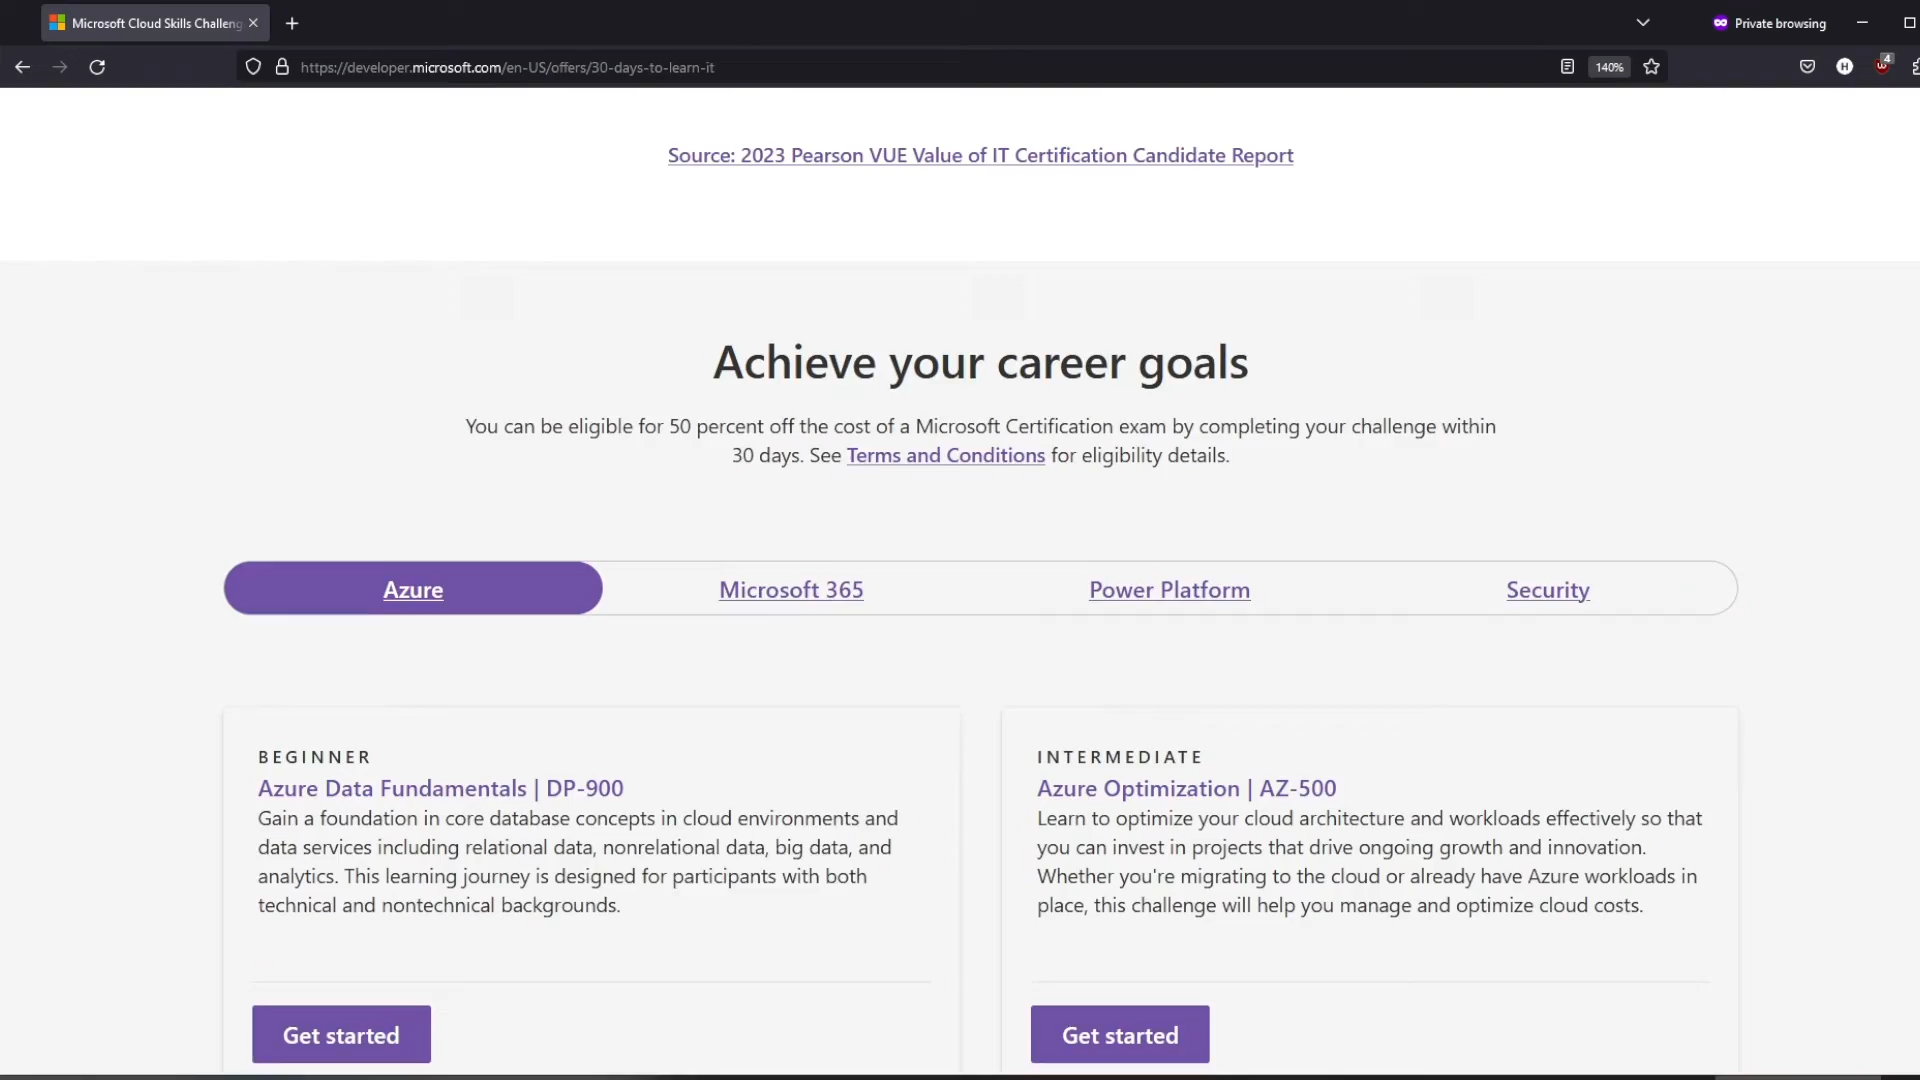 Microsoft Cloud Skills Challeng
Private browsing
https://developer.microsoft.com/en-US/offers/30-days-to-learn-it
140%
H
4
Source: 2023 Pearson VUE Value of IT Certification Candidate Report
Achieve your career goals
You can be eligible for 50 percent off the cost of a Microsoft Certification exam by completing your challenge within
30 days. See Terms and Conditions for eligibility details.
Azure
Microsoft 365
Power Platform
Security
BEGINNER
Azure Data Fundamentals | DP-900
Gain a foundation in core database concepts in cloud environments and
data services including relational data, nonrelational data, big data, and
analytics. This learning journey is designed for participants with both
technical and nontechnical backgrounds.
Get started
INTERMEDIATE
Azure Optimization | AZ-500
Learn to optimize your cloud architecture and workloads effectively so that
you can invest in projects that drive ongoing growth and innovation.
Whether you're migrating to the cloud or already have Azure workloads in
place, this challenge will help you manage and optimize cloud costs.
Get started